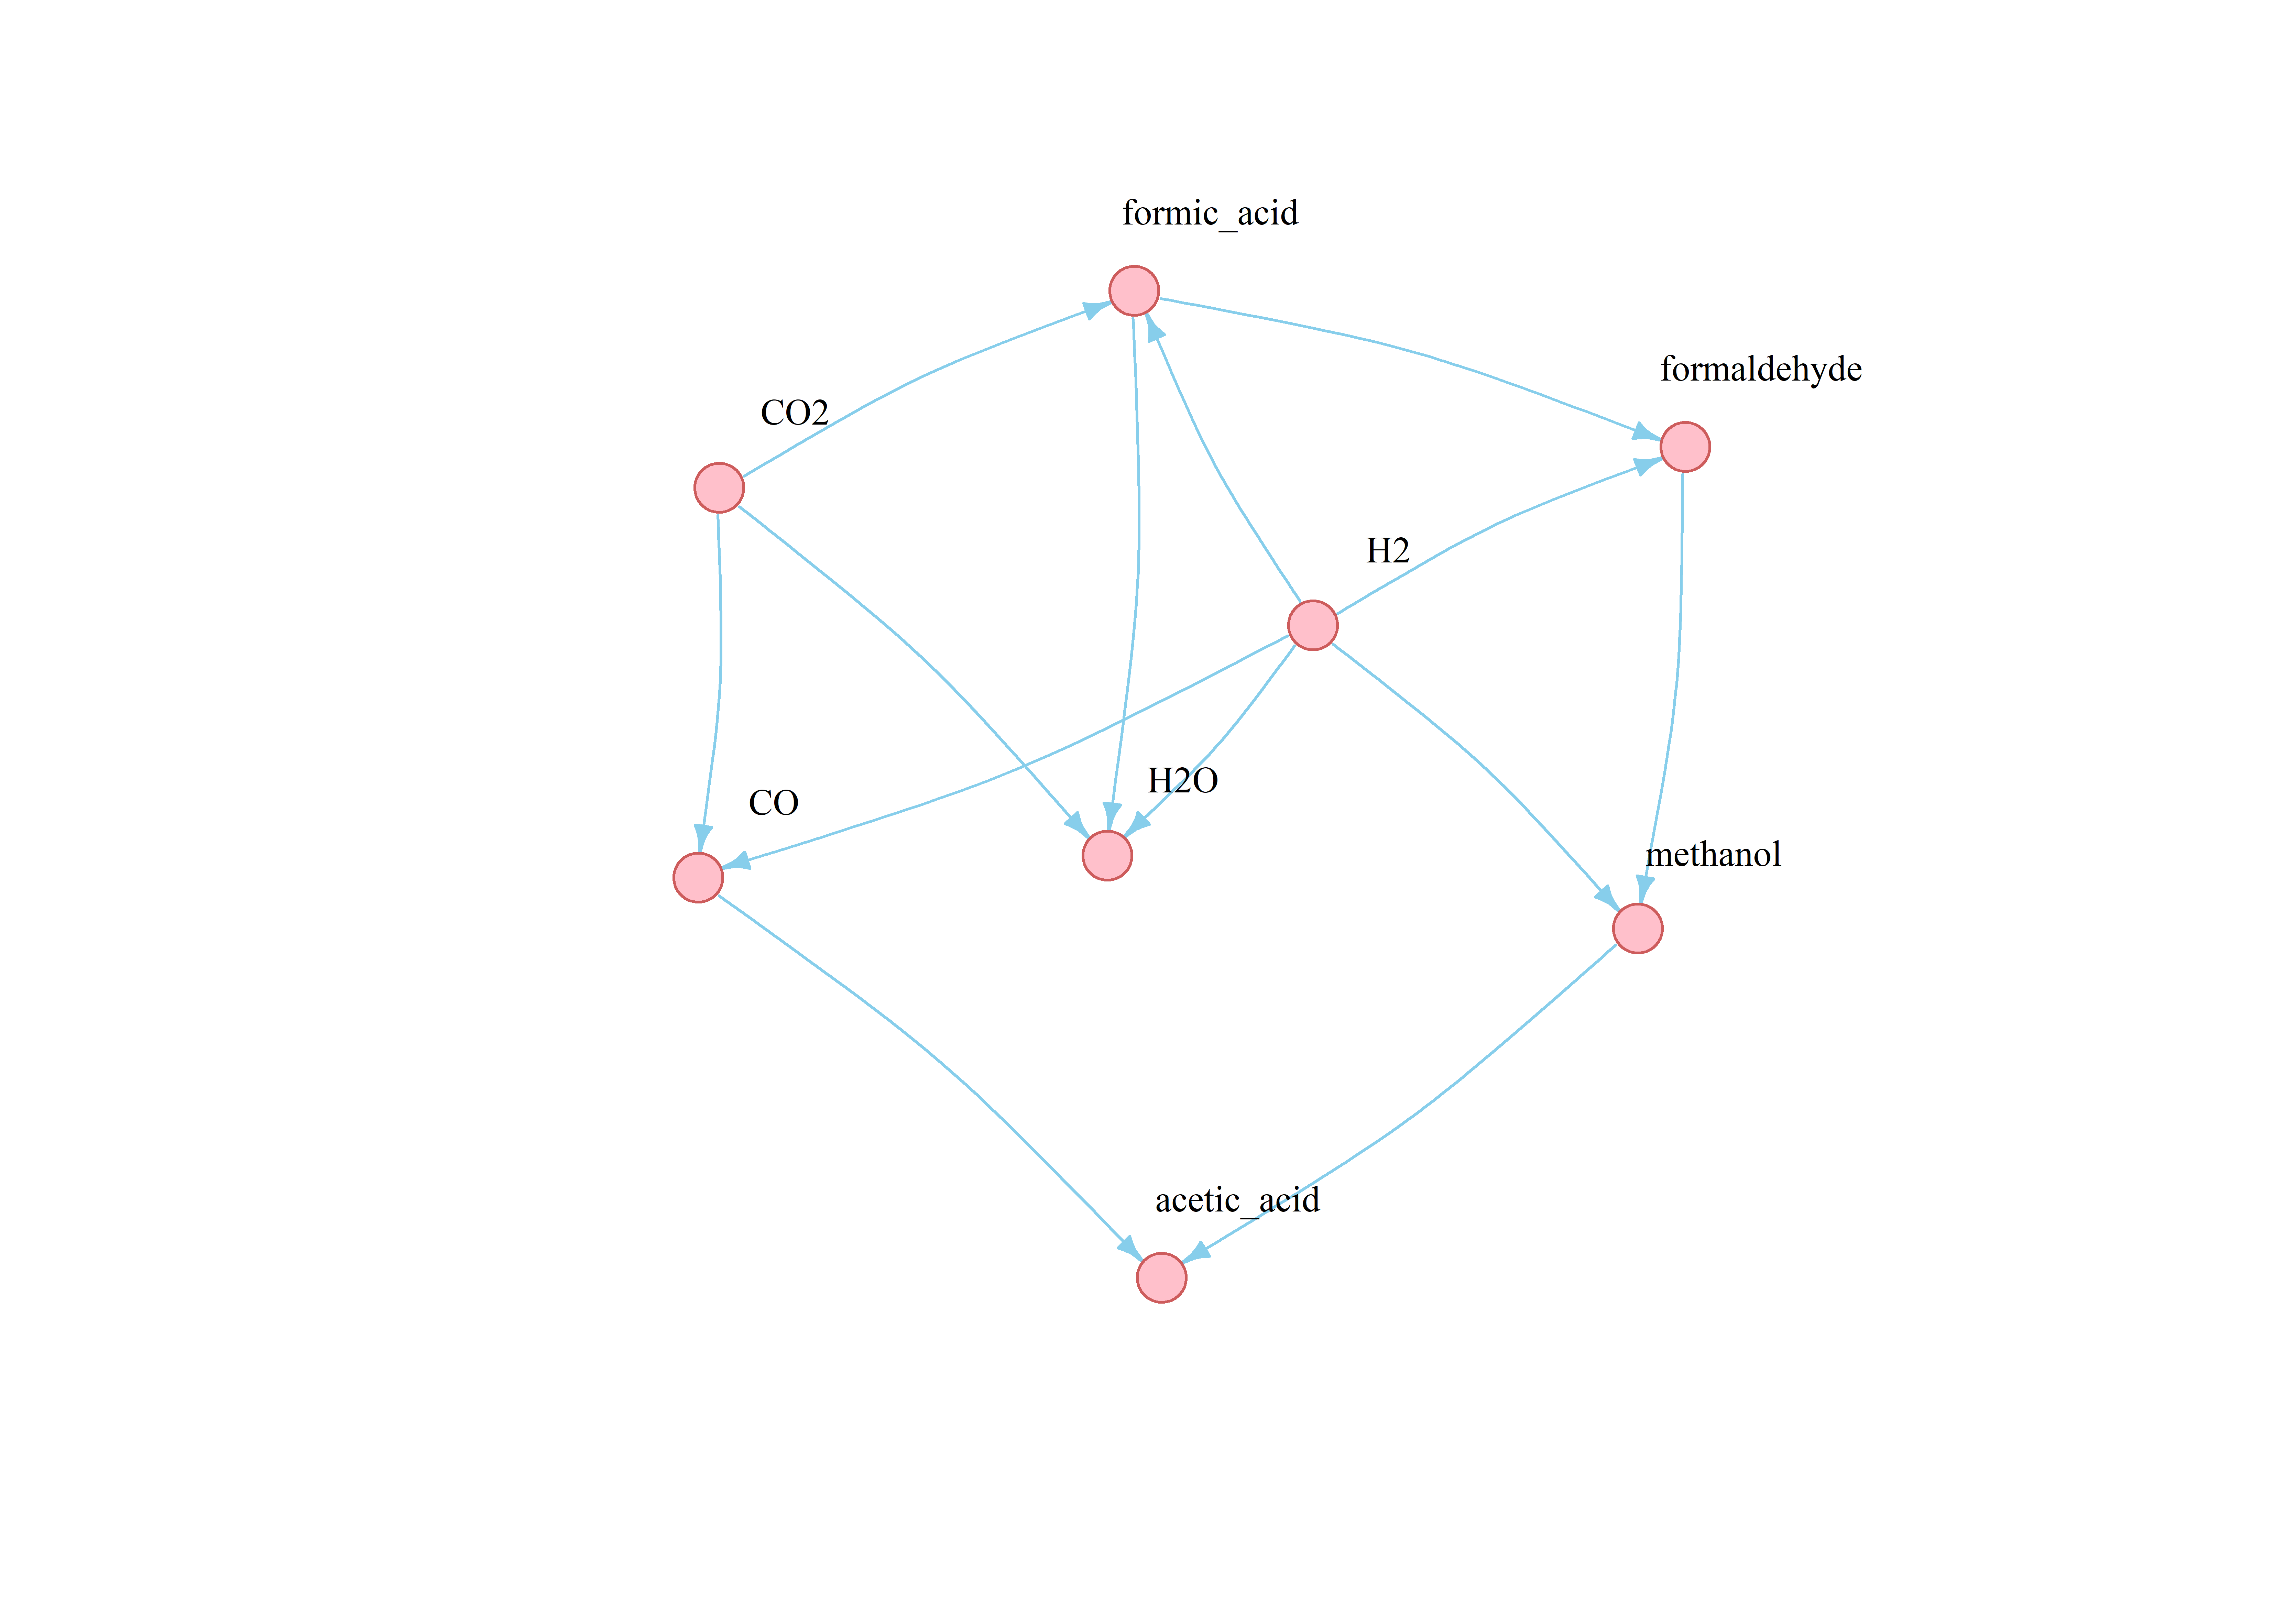 formic_acid
formaldehyde
CO2
H2
H2O
CO
methanol
acetic_acid